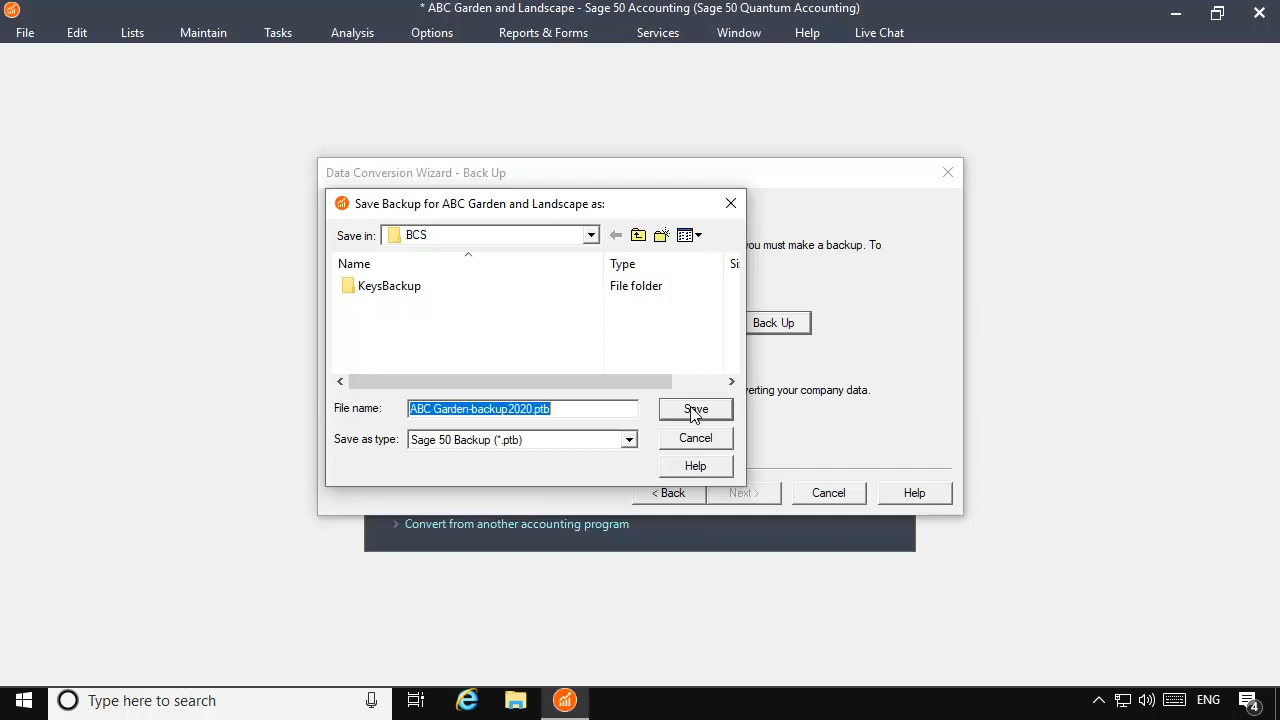 * ABC Garden and Landscape - Sage 50 Accounting (Sage 50 Quantum Accounting)
File Edit Lists Maintain Tasks Analysis Options Reports & Forms Services Window Help Live Chat
Data Conversion Wizard - Back Up
Save Backup for ABC Garden and Landscape as:
Save in: BCS
Name Type Si
KeysBackup File folder
you must make a backup. To
Back Up
verting your company data.
File name: ABC Garden-backup2020.ptb Save
Save as type: Sage 50 Backup (*.ptb) Cancel
Help
< Back Next > Cancel Help
> Convert from another accounting program
Type here to search ENG 4